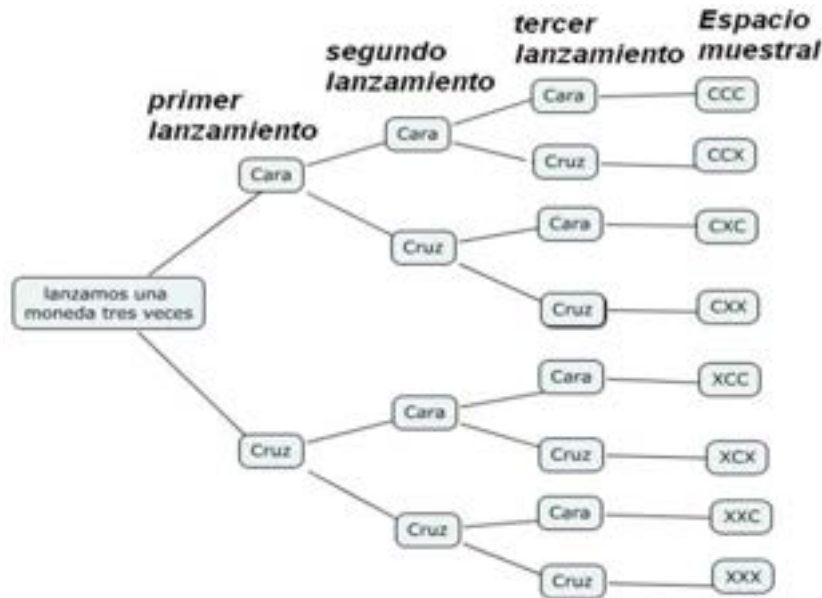 primer
lanzamiento
segundo
lanzamiento
tercer
lanzamiento
Espacio
muestral
lanzamos una
moneda tres veces
Cara
Cara
Cara
CCC
Cruz
CCX
Cruz
Cara
CXC
Cruz
CXX
Cruz
Cara
Cara
XCC
Cruz
XCX
Cruz
Cara
XXC
Cruz
XXX